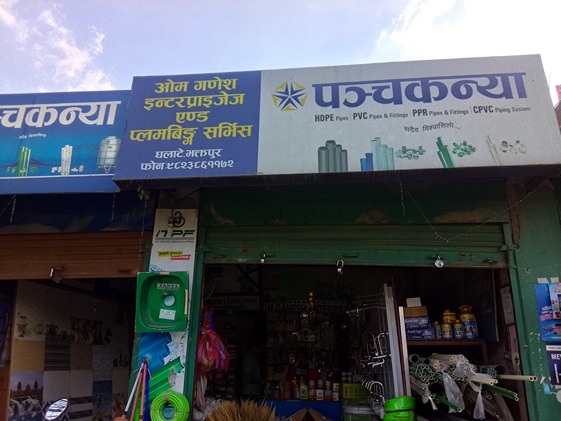 ञ्चकन्या
ओम गणेश
इन्टरप्राइजेज
एण्ड
प्लमबिङ्ग सर्भिस
घलाटे,भक्तपुर
फोन:९८२३८६११७२
पञ्चकन्या
HDPE Pipes | PVC Pipes & Fittings | PPR Pipes & Fittings | CPVC Piping System
सदैव विश्वासिलो...